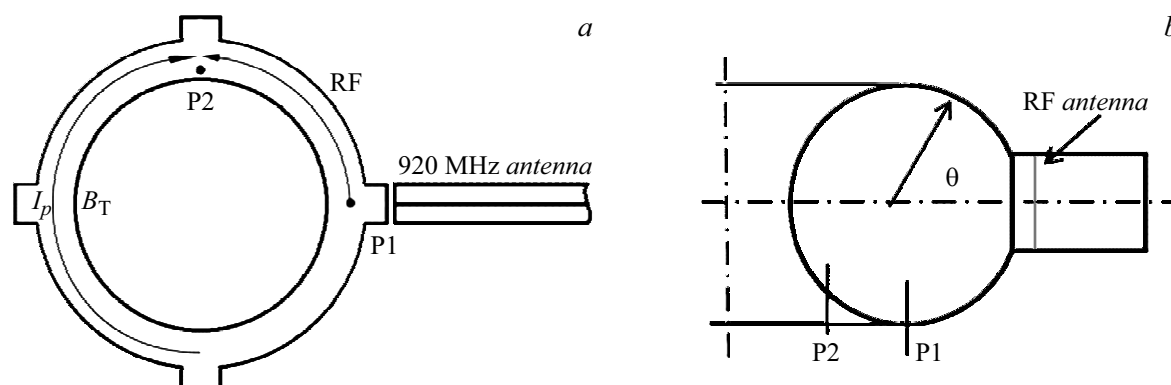 a
RF
P2
920 MHz antenna
I_p
B_T
P1
b
RF antenna
θ
P2
P1